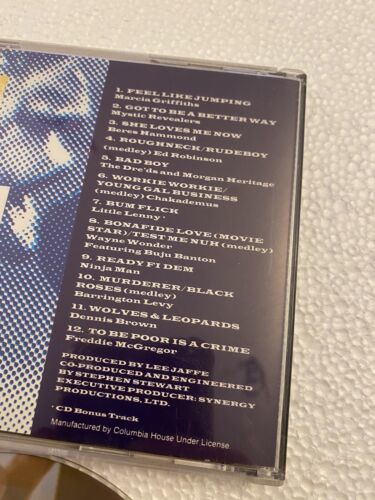 1. FEEL LIKE JUMPING
Marcia Griffiths
2. GOT TO BE A BETTER WAY
Mystic Revealers
3. SHE LOVES ME NOW
Beres Hammond
4. ROUGHNECK/RUDEBOY
(medley) Ed Robinson
5. BAD BOY
The Dre'ds and Morgan Heritage
6. WORKIE WORKIE/
YOUNG GAL BUSINESS
(medley) Chakademus
7. BUM FLICK
Little Lenny •
8. BONAFIDE LOVE (MOVIE
STAR)/TEST ME NUH (medley)
Wayne Wonder
Featuring Buju Banton
9. READY FI DEM
Ninja Man
10. MURDERER/BLACK
ROSES (medley)
Barrington Levy
11. WOLVES & LEOPARDS
Dennis Brown
12. TO BE POOR IS A CRIME
Freddie McGregor
PRODUCED BY LEE JAFFE
CO-PRODUCED AND ENGINEERED
BY STEPHEN STEWART
EXECUTIVE PRODUCER: SYNERGY
PRODUCTIONS, LTD.
• CD Bonus Track
Manufactured by Columbia House Under License.